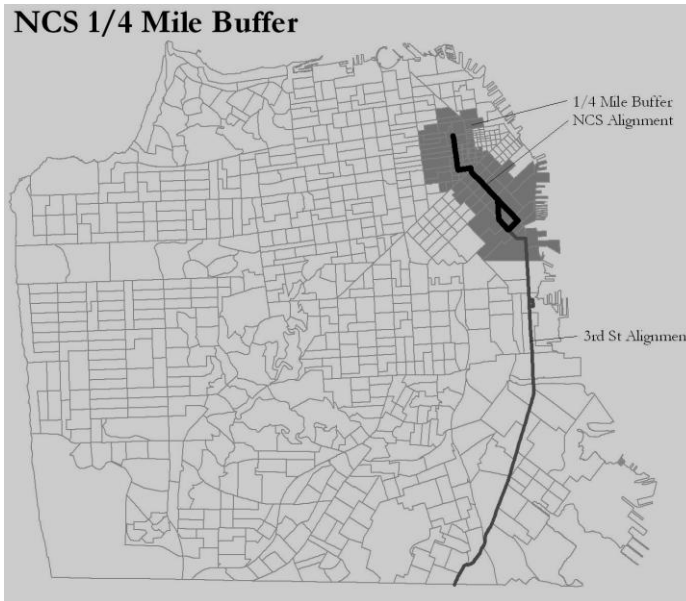 NCS 1/4 Mile Buffer
1/4 Mile Buffer
NCS Alignment
3rd St Alignmen